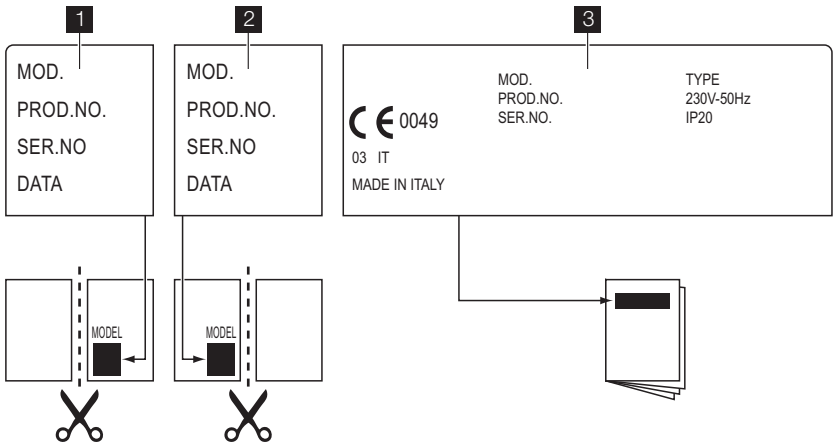 1
MOD.
PROD.NO.
SER.NO
DATA
MODEL
2
MOD.
PROD.NO.
SER.NO
DATA
MODEL
3
CE 0049
03 IT
MADE IN ITALY
MOD.
PROD.NO.
SER.NO.
TYPE
230V-50Hz
IP20